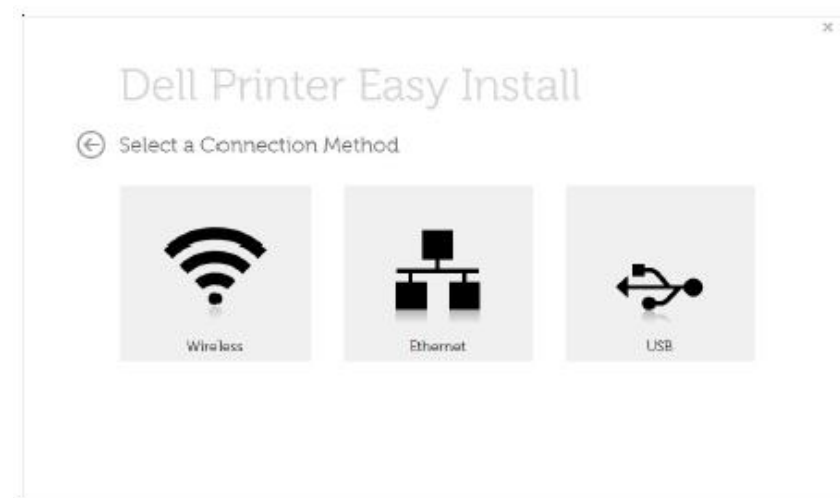 Dell Printer Easy Install
Select a Connection Method
Wireless
Ethernet
USB